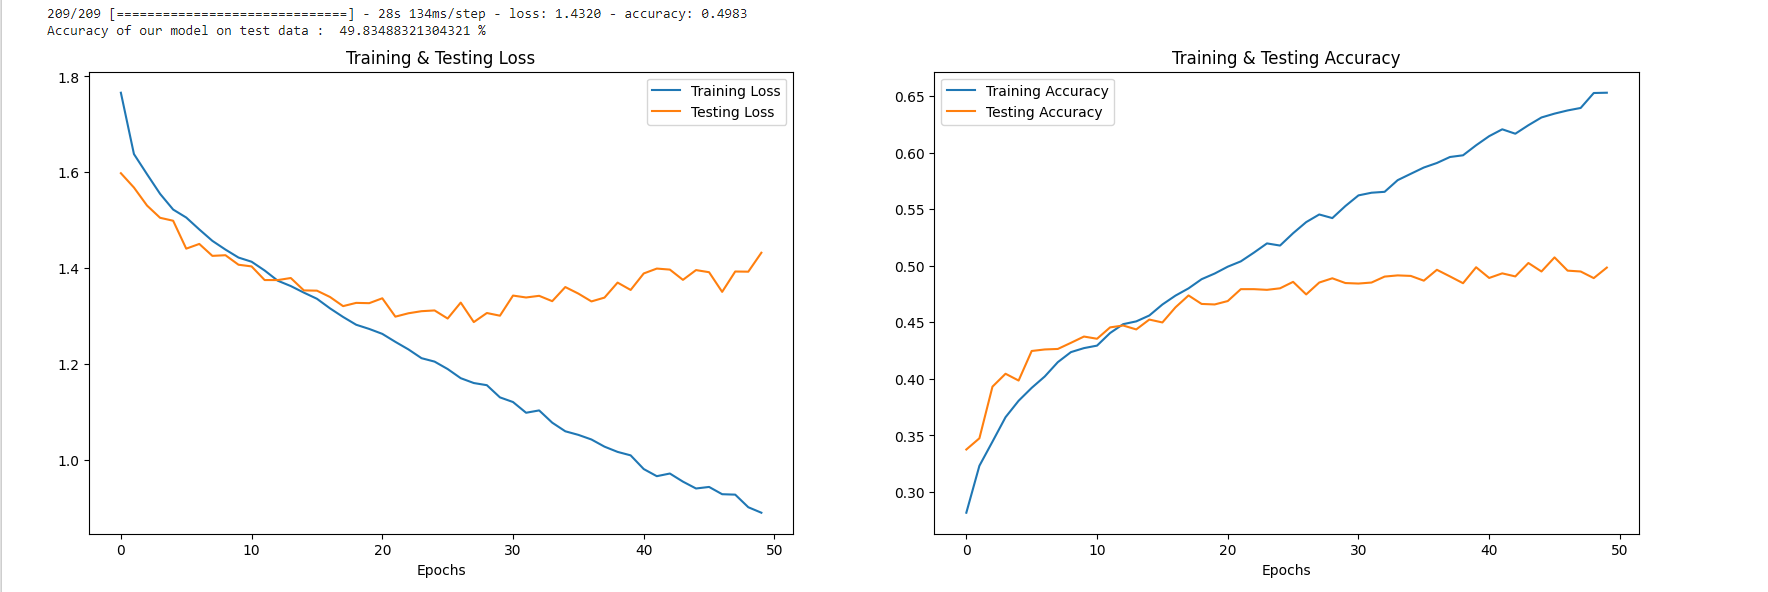 209/209 [==============================] - 28s 134ms/step - loss: 1.4320 - accuracy: 0.4983
Accuracy of our model on test data :  49.83488321304321 %
Training & Testing Loss
1.8
1.6
1.4
1.2
1.0
Training Loss
Testing Loss
0 10 20 30 40 50
Epochs
Training & Testing Accuracy
0.65
0.60
0.55
0.50
0.45
0.40
0.35
0.30
Training Accuracy
Testing Accuracy
0 10 20 30 40 50
Epochs